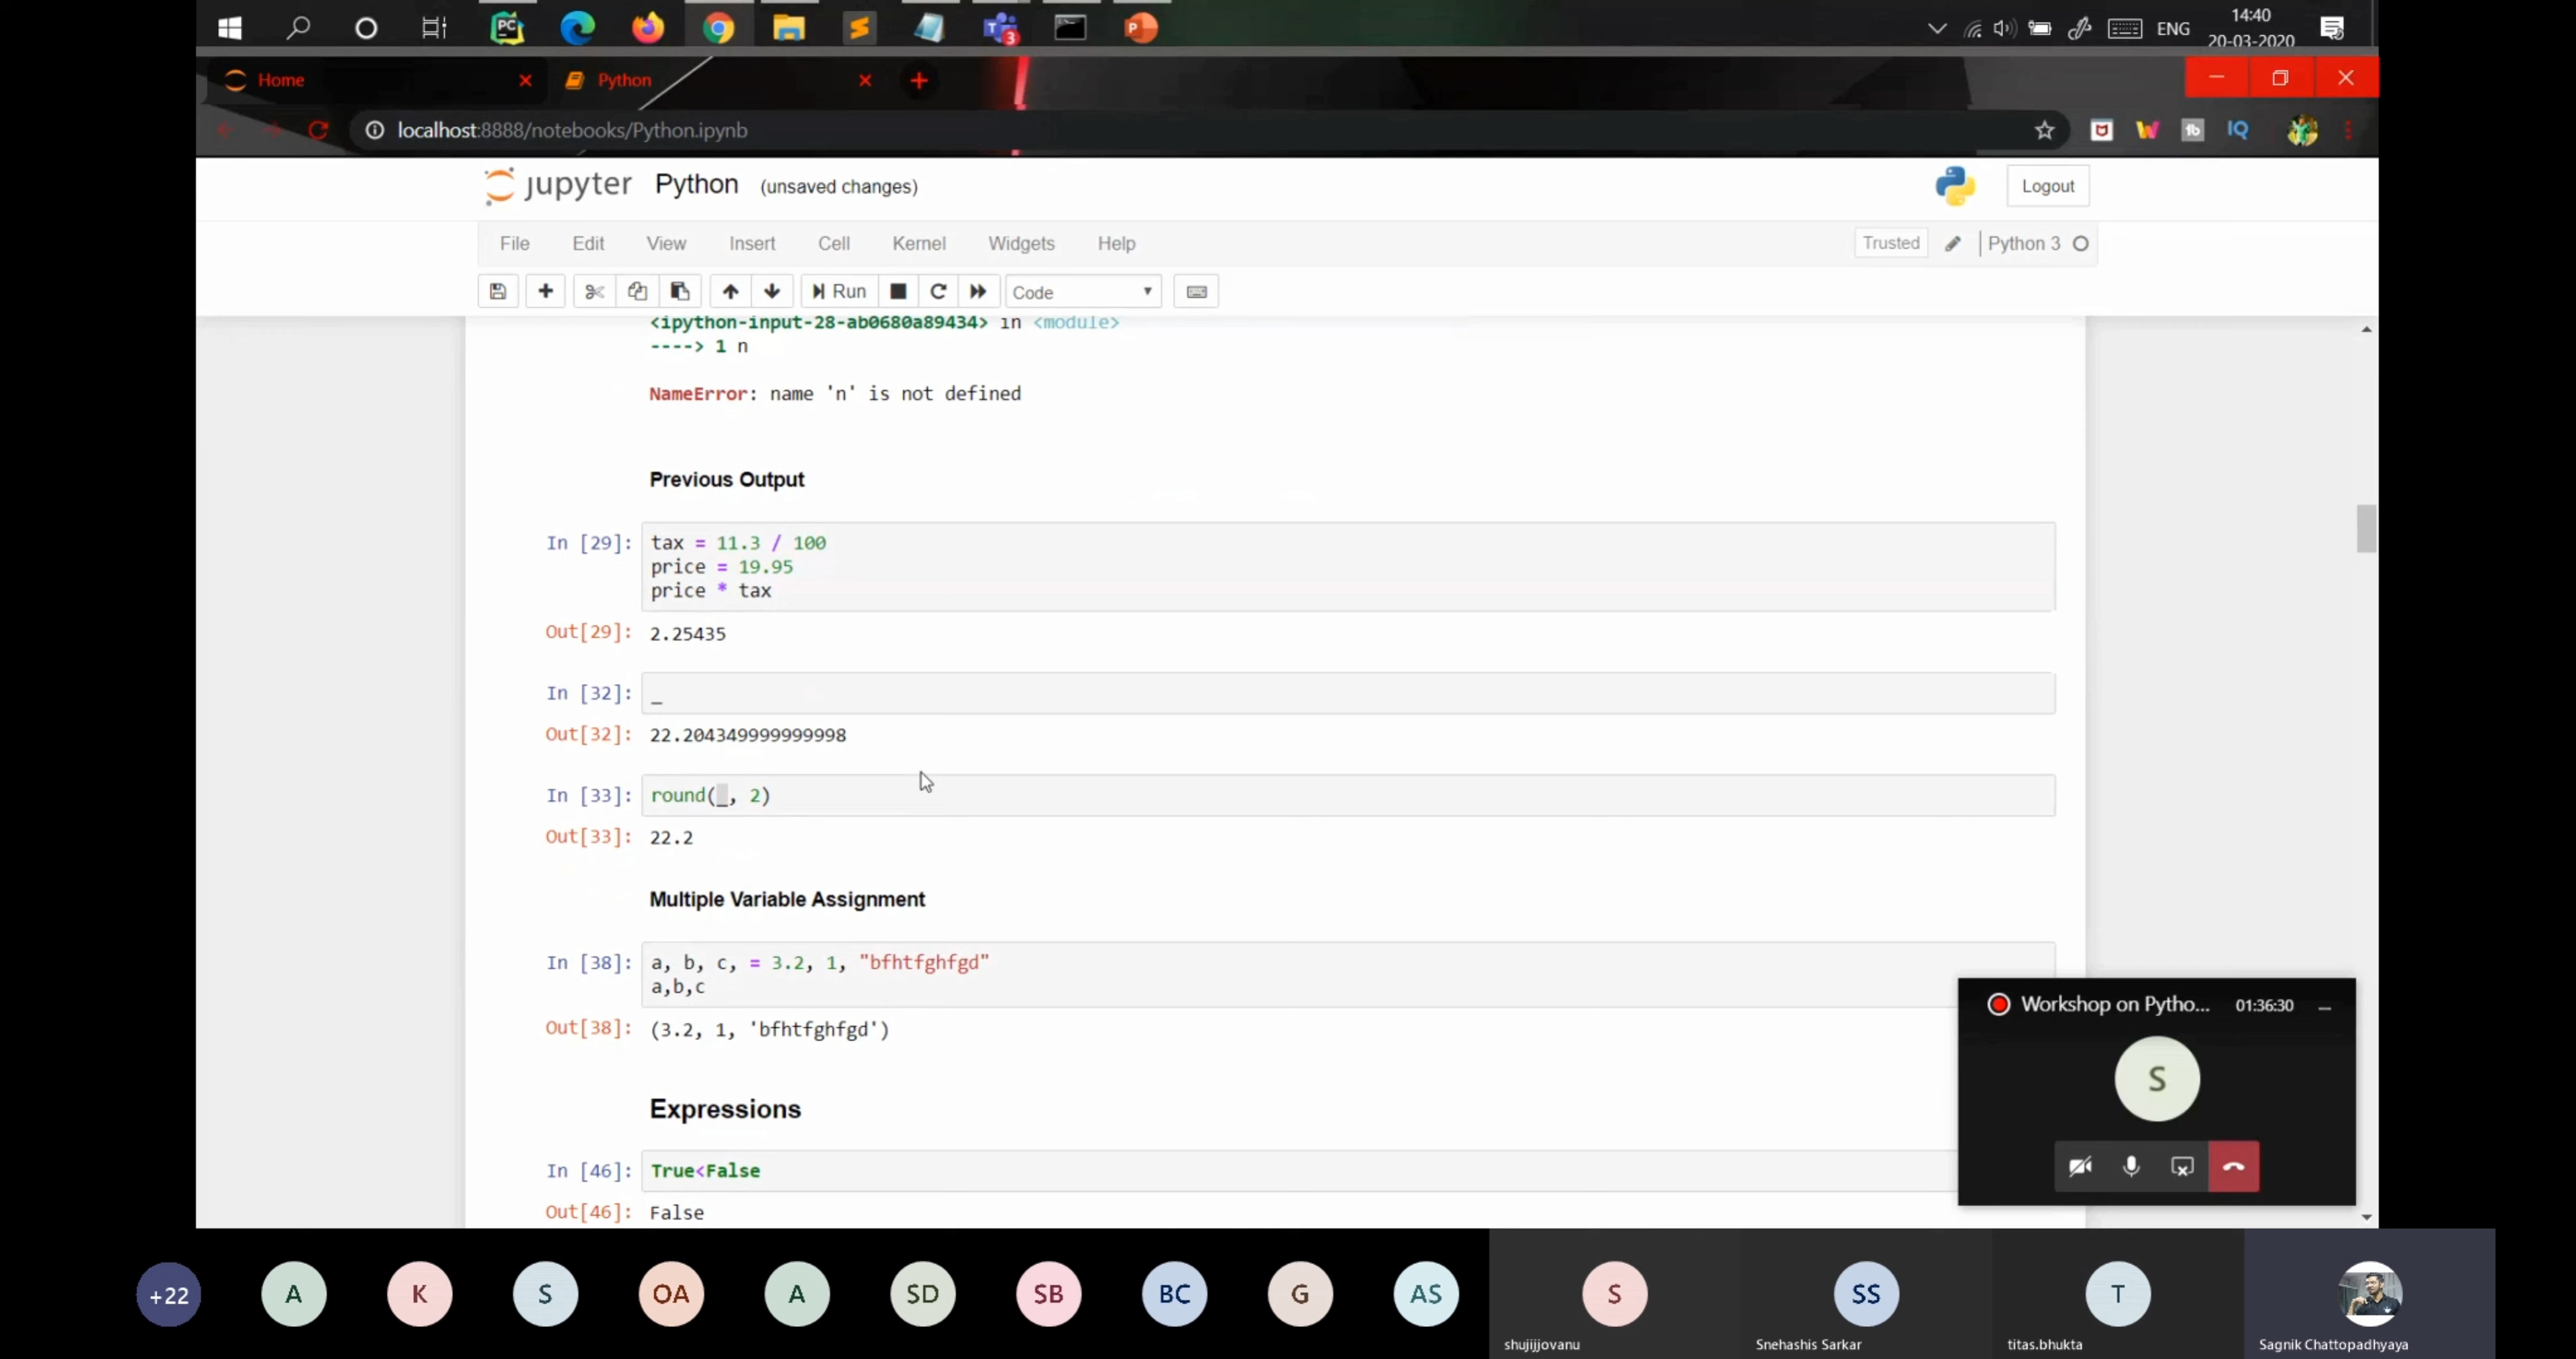 ENG
14:40
20-03-2020
Home
Python
localhost:8888/notebooks/Python.ipynb
IQ
jupyter Python (unsaved changes)
Logout
File Edit View Insert Cell Kernel Widgets Help
Trusted
Python 3
Run
Code
<ipython-input-28-ab0680a89434> in <module>
----> 1 n
NameError: name 'n' is not defined
Previous Output
In [29]: tax = 11.3 / 100
price = 19.95
price * tax
Out[29]: 2.25435
In [32]: _
Out[32]: 22.204349999999998
In [33]: round(_, 2)
Out[33]: 22.2
Multiple Variable Assignment
In [38]: a, b, c, = 3.2, 1, "bfhtfghfgd"
a,b,c
Out[38]: (3.2, 1, 'bfhtfghfgd')
Expressions
In [46]: True<False
Out[46]: False
Workshop on Pytho... 01:36:30
S
+22 A K S OA A SD SB BC G AS S SS T
shujijjovanu
Snehashis Sarkar
titas.bhukta
Sagnik Chattopadhyaya